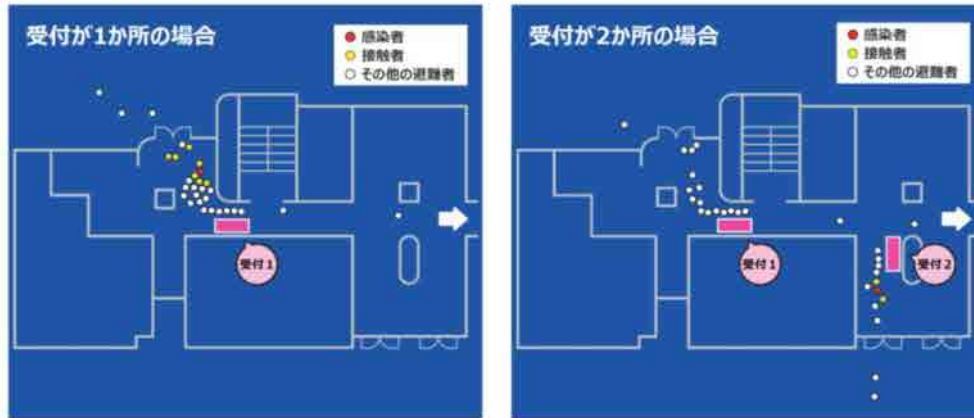 受付が1か所の場合
感染者
接触者
その他の避難者
受付1
受付が2か所の場合
感染者
接触者
その他の避難者
受付1
受付2